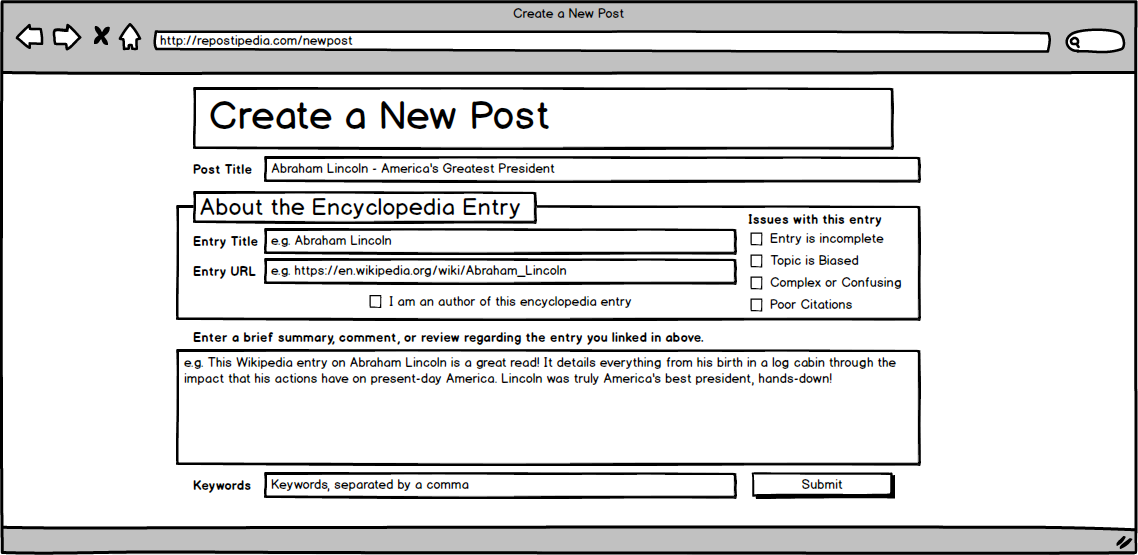 Create a New Post
http://repostipedia.com/newpost
Create a New Post
Post Title Abraham Lincoln - America's Greatest President
About the Encyclopedia Entry
Issues with this entry
Entry Title e.g. Abraham Lincoln
Entry is incomplete
Topic is Biased
Entry URL e.g. https://en.wikipedia.org/wiki/Abraham_Lincoln
Complex or Confusing
I am an author of this encyclopedia entry
Poor Citations
Enter a brief summary, comment, or review regarding the entry you linked in above.
e.g. This Wikipedia entry on Abraham Lincoln is a great read! It details everything from his birth in a log cabin through the
impact that his actions have on present-day America. Lincoln was truly America's best president, hands-down!
Keywords Keywords, separated by a comma
Submit